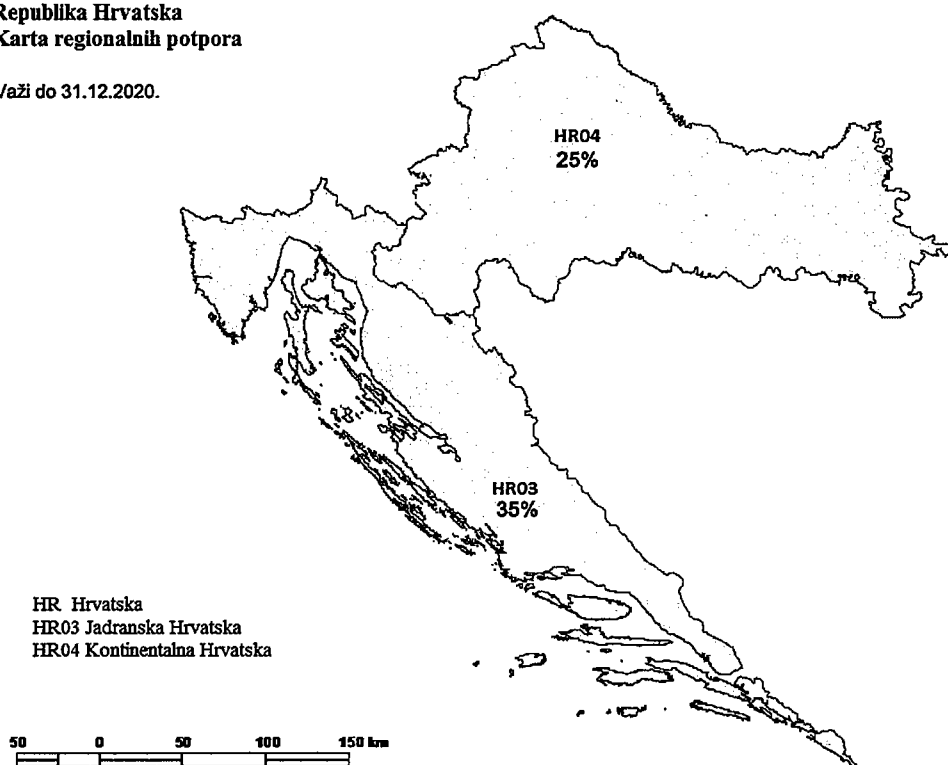 Republika Hrvatska
Karta regionalnih potpora
Važi do 31.12.2020.
HR04
25%
HR03
35%
HR Hrvatska
HR03 Jadranska Hrvatska
HR04 Kontinentalna Hrvatska
50 0 50 100 150 km